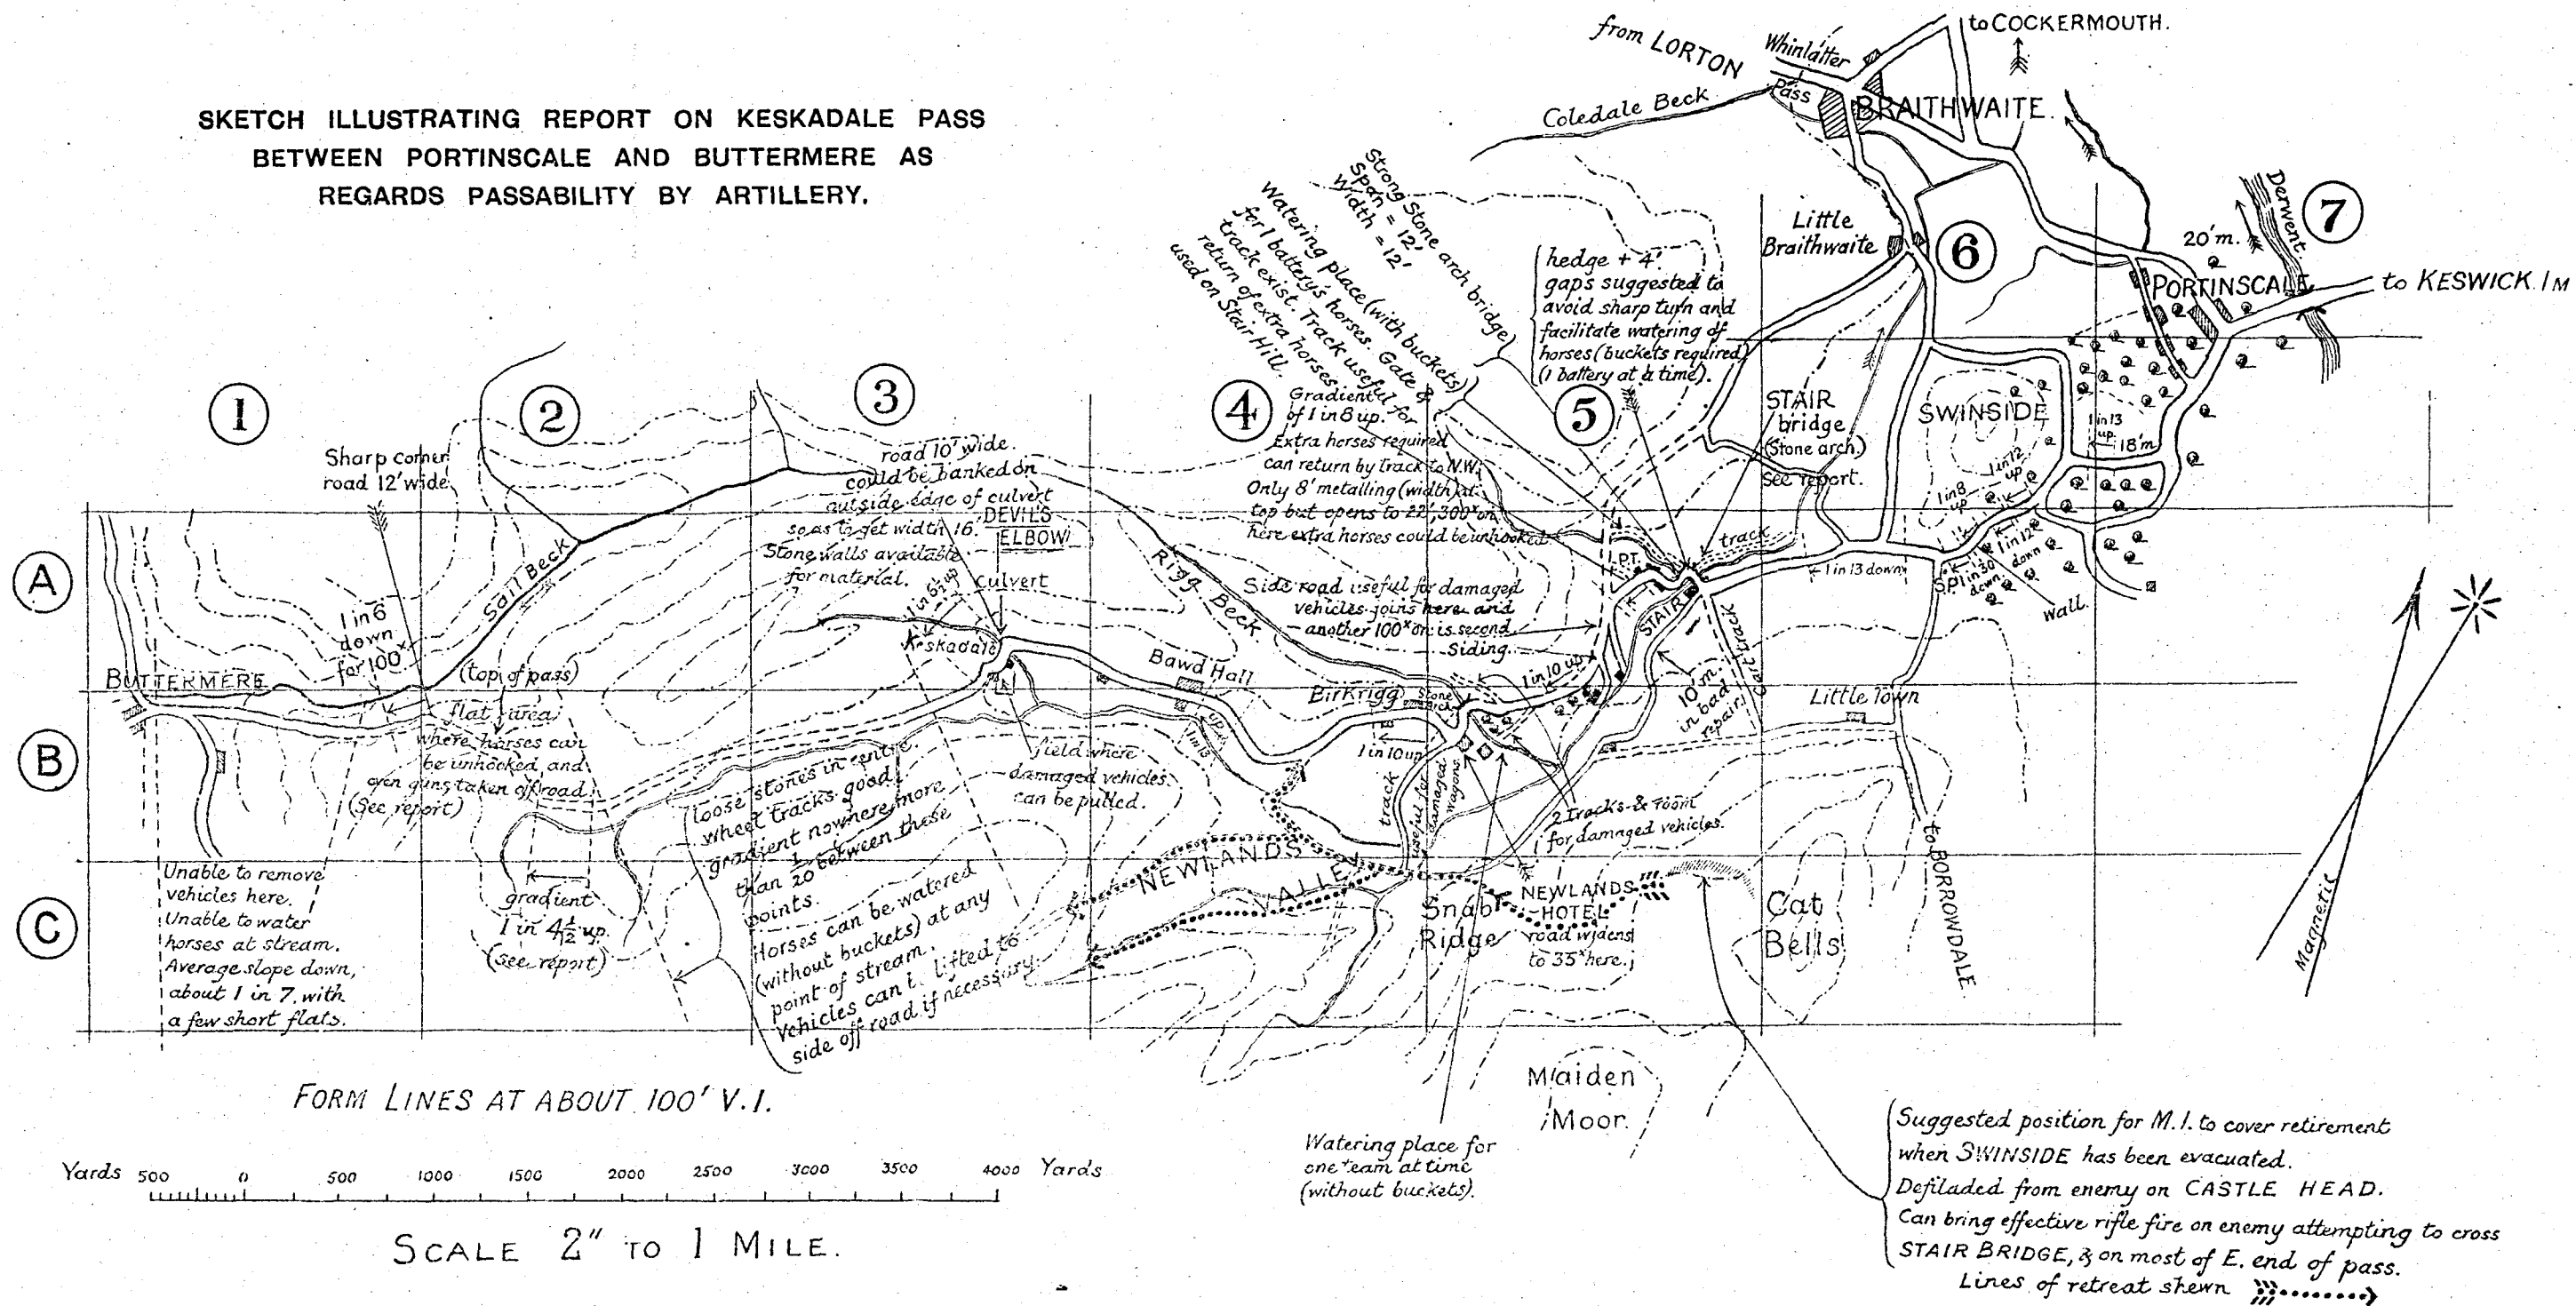 SKETCH ILLUSTRATING REPORT ON KESKADALE PASS
BETWEEN PORTINSCALE AND BUTTERMERE AS
REGARDS PASSABILITY BY ARTILLERY.
from LORTON
Whinlatter
Pass
to COCKERMOUTH.
Coledale Beck
BRAITHWAITE.
Strong Stone arch bridge
Span = 12'
Width = 12'
Watering place (with buckets)
for 1 battery's horses. Gate &
track exist. Track useful for
return of extra horses
used on Stair Hill.
hedge + 4'
gaps suggested to
avoid sharp turn and
facilitate watering of
horses (buckets required)
(1 battery at a time).
Little
Braithwaite
6
20'm.
Derwent
7
PORTINSCALE
to KESWICK 1M
1
2
3
4
5
Sharp corner
road 12' wide
road 10' wide.
could be banked on
outside edge of culvert
so as to get width 16'.
Stone walls available
for material.
DEVIL'S
ELBOW
Gradient
of 1 in 8 up.
Extra horses required
can return by track to N.W.
Only 8' metalling (width) at
top but opens to 22', 300x on
here extra horses could be unhooked.
STAIR
bridge
(Stone arch.)
See report.
SWINSIDE
1 in 13
up
18'm
1 in 12
up
1 in 8
up
A
Sail Beck
1 in 6
down
for 100x
1 in 6½ up
Culvert
Keskadale
Rigg Beck
Side road useful for damaged
vehicles joins here and
another 100x on is second
Siding.
P.T.
STAIR
track
1 in 13 down
1 in 12
down
1 in 30
down
SP.
wall.
BUTTERMERE
(top of pass)
flat area
where horses can
be unhooked and
even guns taken off road
(See report)
Bawd Hall
Birkrigg
1 in 10 up
1 in 10 up
10'm.
in bad
repair
Cart track
Little Town
B
loose stones in centre
wheel tracks good.
gradient nowhere more
than 1/20 between these
points.
field where
damaged vehicles
can be pulled.
track
useful for
damaged
wagons.
2 Tracks & room
for damaged vehicles.
to BORROWDALE
C
Unable to remove
vehicles here.
Unable to water
horses at stream.
Average slope down,
about 1 in 7, with
a few short flats.
gradient
1 in 4½ up.
(see report)
Horses can be watered
(without buckets) at any
point of stream.
Vehicles can be lifted to
side off road if necessary.
NEWLANDS
VALLEY
Snab
Ridge
NEWLANDS
HOTEL
road widens
to 35x here.
Cat
Bells
Maiden
Moor.
Magnetic
FORM LINES AT ABOUT 100' V.I.
Yards 500 0 500 1000 1500 2000 2500 3000 3500 4000 Yards
SCALE 2" TO 1 MILE.
Watering place for
one team at time
(without buckets).
Suggested position for M.I. to cover retirement
when SWINSIDE has been evacuated.
Defiladed from enemy on CASTLE HEAD.
Can bring effective rifle fire on enemy attempting to cross
STAIR BRIDGE, & on most of E. end of pass.
Lines of retreat shewn